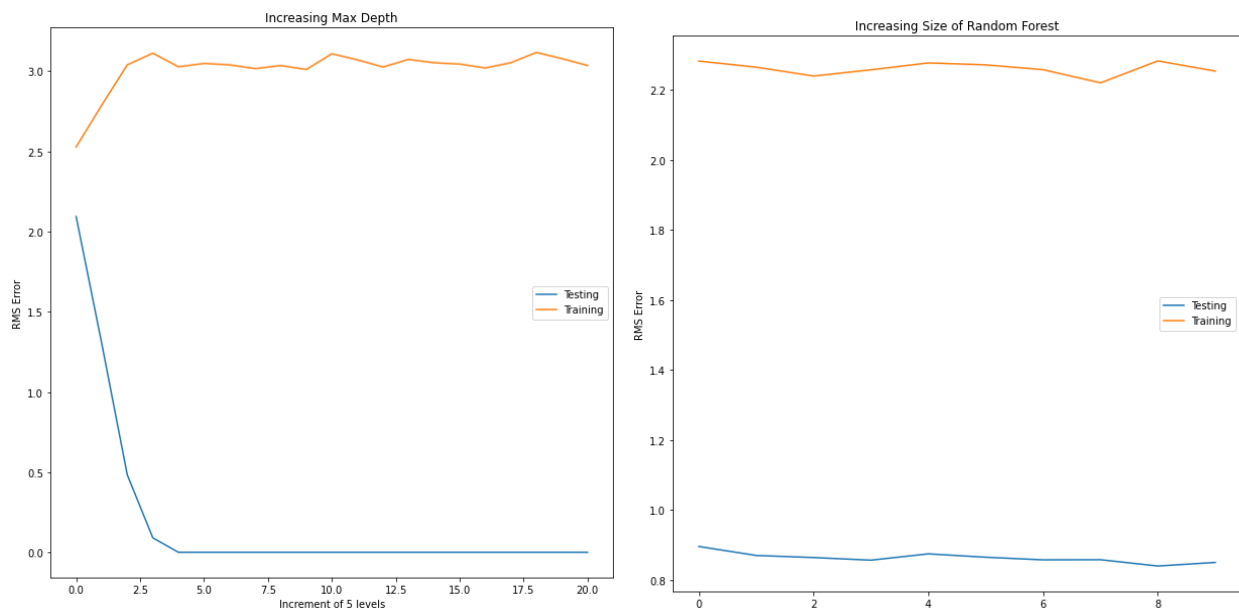 Increasing Max Depth
3.0
2.5
2.0
1.5
1.0
0.5
0.0
RMS Error
Testing
Training
0.0 2.5 5.0 7.5 10.0 12.5 15.0 17.5 20.0
Increment of 5 levels
Increasing Size of Random Forest
2.2
2.0
1.8
1.6
1.4
1.2
1.0
0.8
RMS Error
Testing
Training
0 2 4 6 8